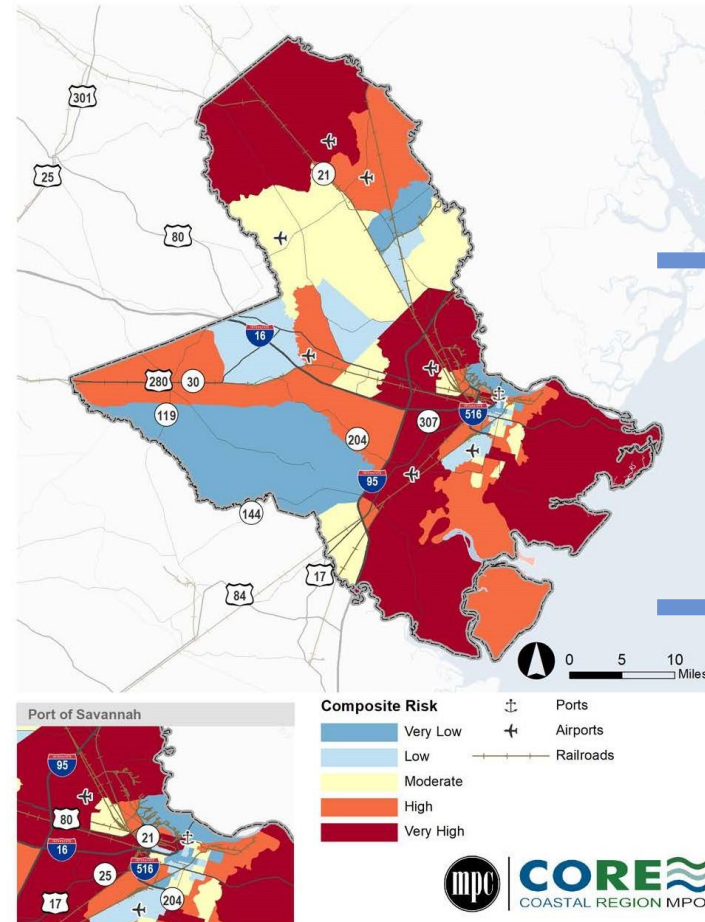 301
25
21
80
16
280
30
119
204
307
516
95
144
17
84
0 5 10
Miles
Port of Savannah
95
80
21
16
516
25
17
204
Composite Risk
Very Low
Low
Moderate
High
Very High
Ports
Airports
Railroads
mpc
CORE
COASTAL REGION MPO